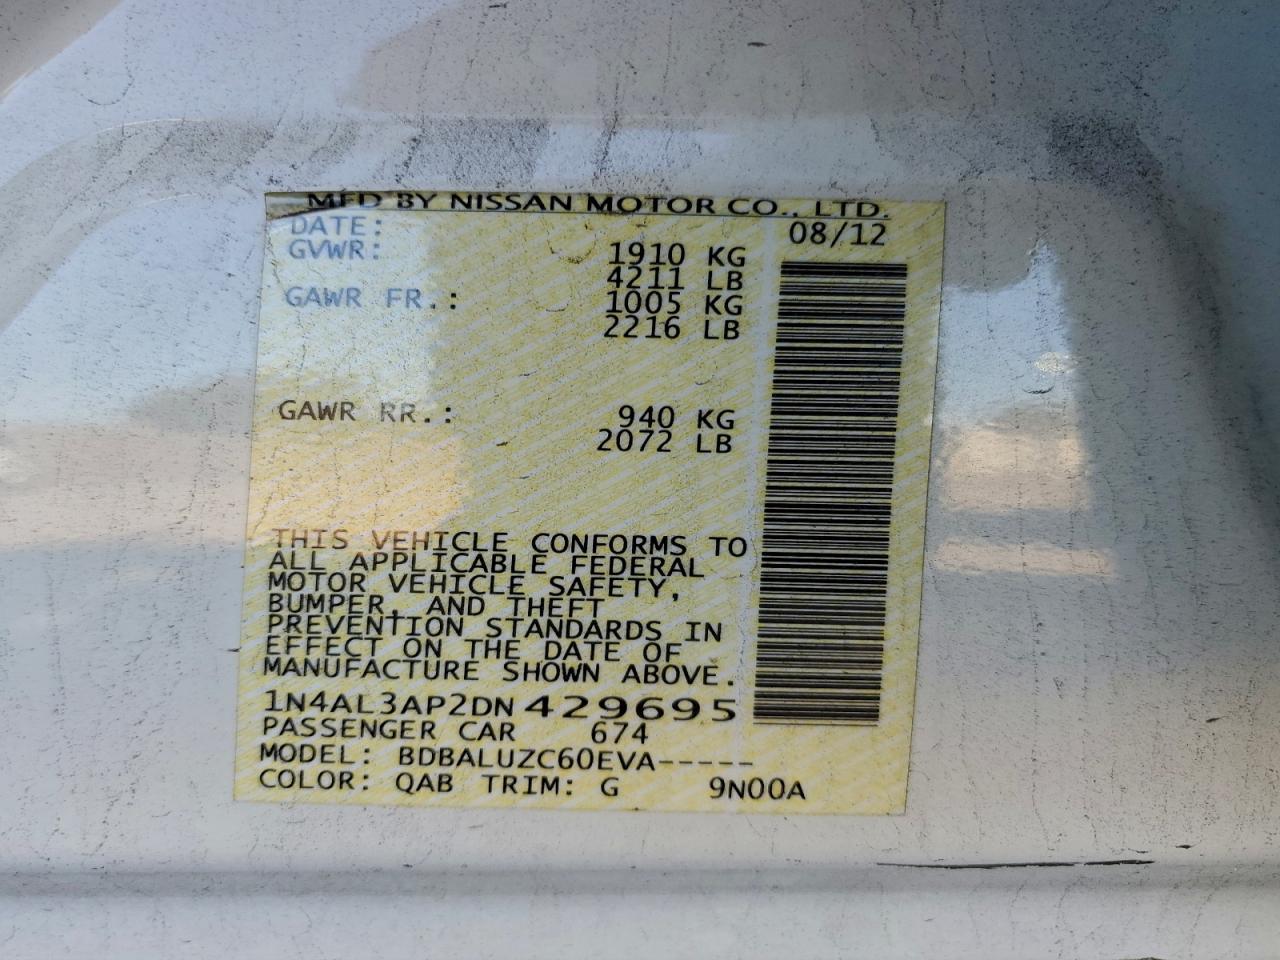 MFD BY NISSAN MOTOR CO., LTD.
DATE: 08/12
GVWR: 1910 KG
4211 LB
GAWR FR.: 1005 KG
2216 LB
GAWR RR.: 940 KG
2072 LB
THIS VEHICLE CONFORMS TO
ALL APPLICABLE FEDERAL
MOTOR VEHICLE SAFETY,
BUMPER, AND THEFT
PREVENTION STANDARDS IN
EFFECT ON THE DATE OF
MANUFACTURE SHOWN ABOVE.
1N4AL3AP2DN429695
PASSENGER CAR 674
MODEL: BDBALUZC60EVA-----
COLOR: QAB TRIM: G 9N00A